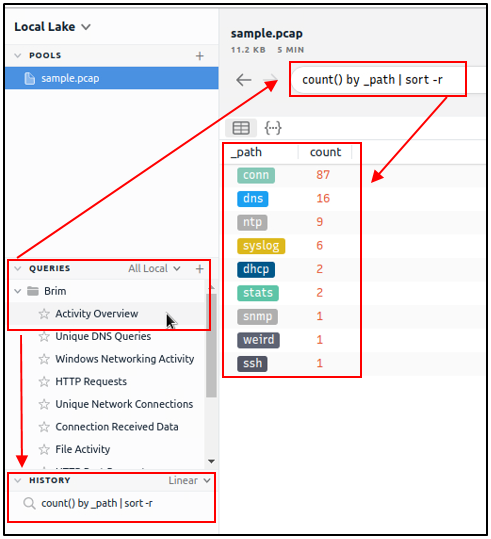 Local Lake
POOLS
sample.pcap
QUERIES All Local
Brim
Activity Overview
Unique DNS Queries
Windows Networking Activity
HTTP Requests
Unique Network Connections
Connection Received Data
File Activity
HISTORY Linear
count() by _path | sort -r
sample.pcap
11.2 KB 5 MIN
count() by _path | sort -r
_path count
conn 87
dns 16
ntp 9
syslog 6
dhcp 2
stats 2
snmp 1
weird 1
ssh 1